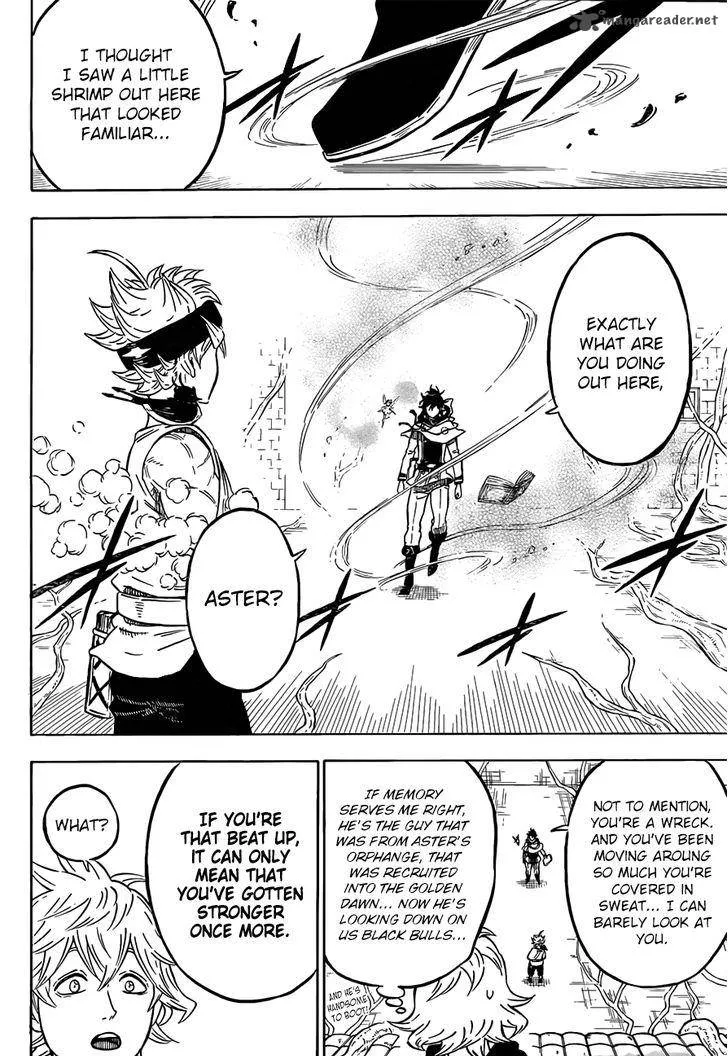 mangareader.net
I THOUGHT
I SAW A LITTLE
SHRIMP OUT HERE
THAT LOOKED
FAMILIAR...
EXACTLY
WHAT ARE
YOU DOING
OUT HERE,
ASTER?
NOT TO MENTION,
YOU'RE A WRECK.
AND YOU'VE BEEN
MOVING AROUNG
SO MUCH YOU'RE
COVERED IN
SWEAT... I CAN
BARELY LOOK AT
YOU.
IF MEMORY
SERVES ME RIGHT,
HE'S THE GUY THAT
WAS FROM ASTER'S
ORPHANGE, THAT
WAS RECRUITED
INTO THE GOLDEN
DAWN... NOW HE'S
LOOKING DOWN ON
US BLACK BULLS...
AND HE'S
HANDSOME
TO BOOT!
IF YOU'RE
THAT BEAT UP,
IT CAN ONLY
MEAN THAT
YOU'VE GOTTEN
STRONGER
ONCE MORE.
WHAT?